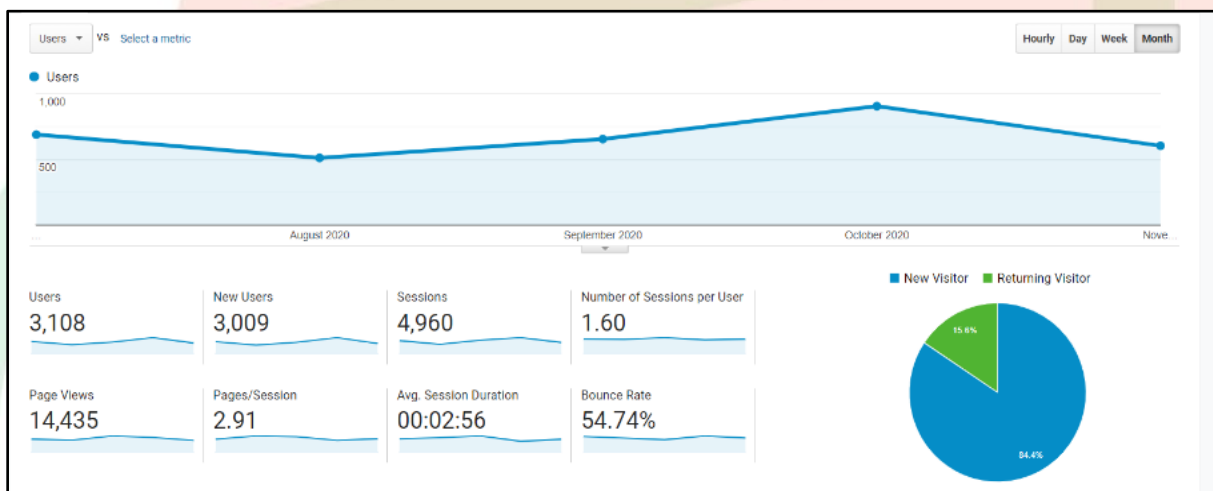 Users VS Select a metric Hourly Day Week Month
Users
1,000
500
... August 2020 September 2020 October 2020 Nove...
New Visitor Returning Visitor
Users New Users Sessions Number of Sessions per User
3,108 3,009 4,960 1.60
15.6%
Page Views Pages/Session Avg. Session Duration Bounce Rate
14,435 2.91 00:02:56 54.74%
84.4%